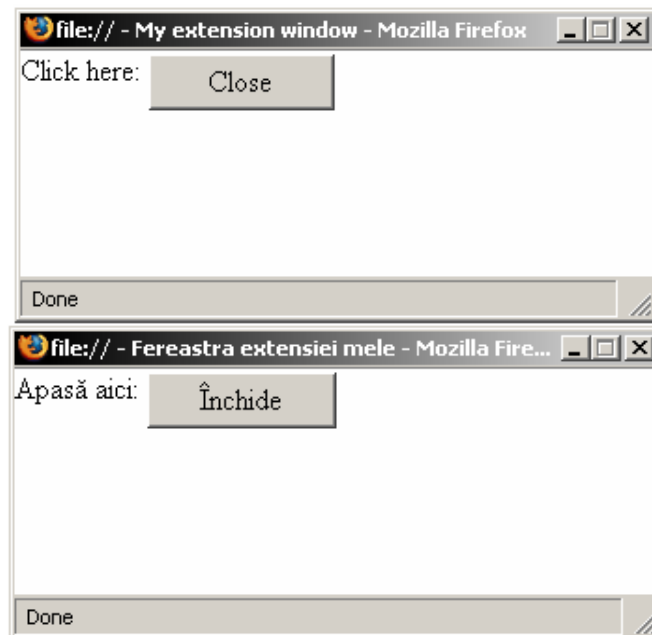 file:// - My extension window - Mozilla Firefox
Click here: Close
Done
file:// - Fereastra extensiei mele - Mozilla Fire...
Apasă aici: Închide
Done